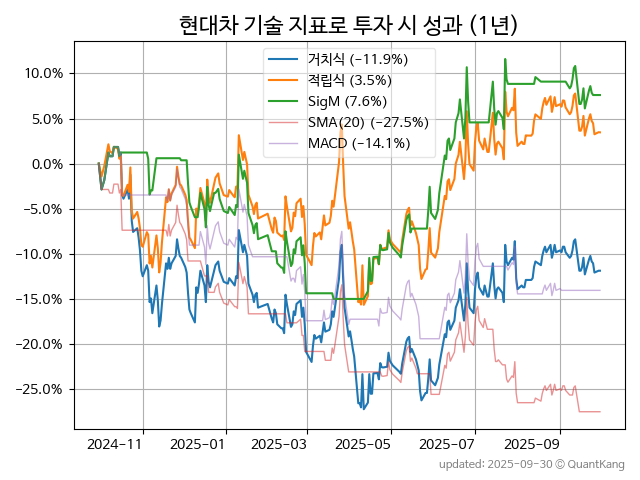 현대차 기술 지표로 투자 시 성과 (1년)
거치식 (−11.9%)
적립식 (3.5%)
SigM (7.6%)
SMA(20) (−27.5%)
MACD (−14.1%)
10.0%
5.0%
0.0%
−5.0%
−10.0%
−15.0%
−20.0%
−25.0%
2024−11 2025−01 2025−03 2025−05 2025−07 2025−09
updated: 2025-09-30 © QuantKang